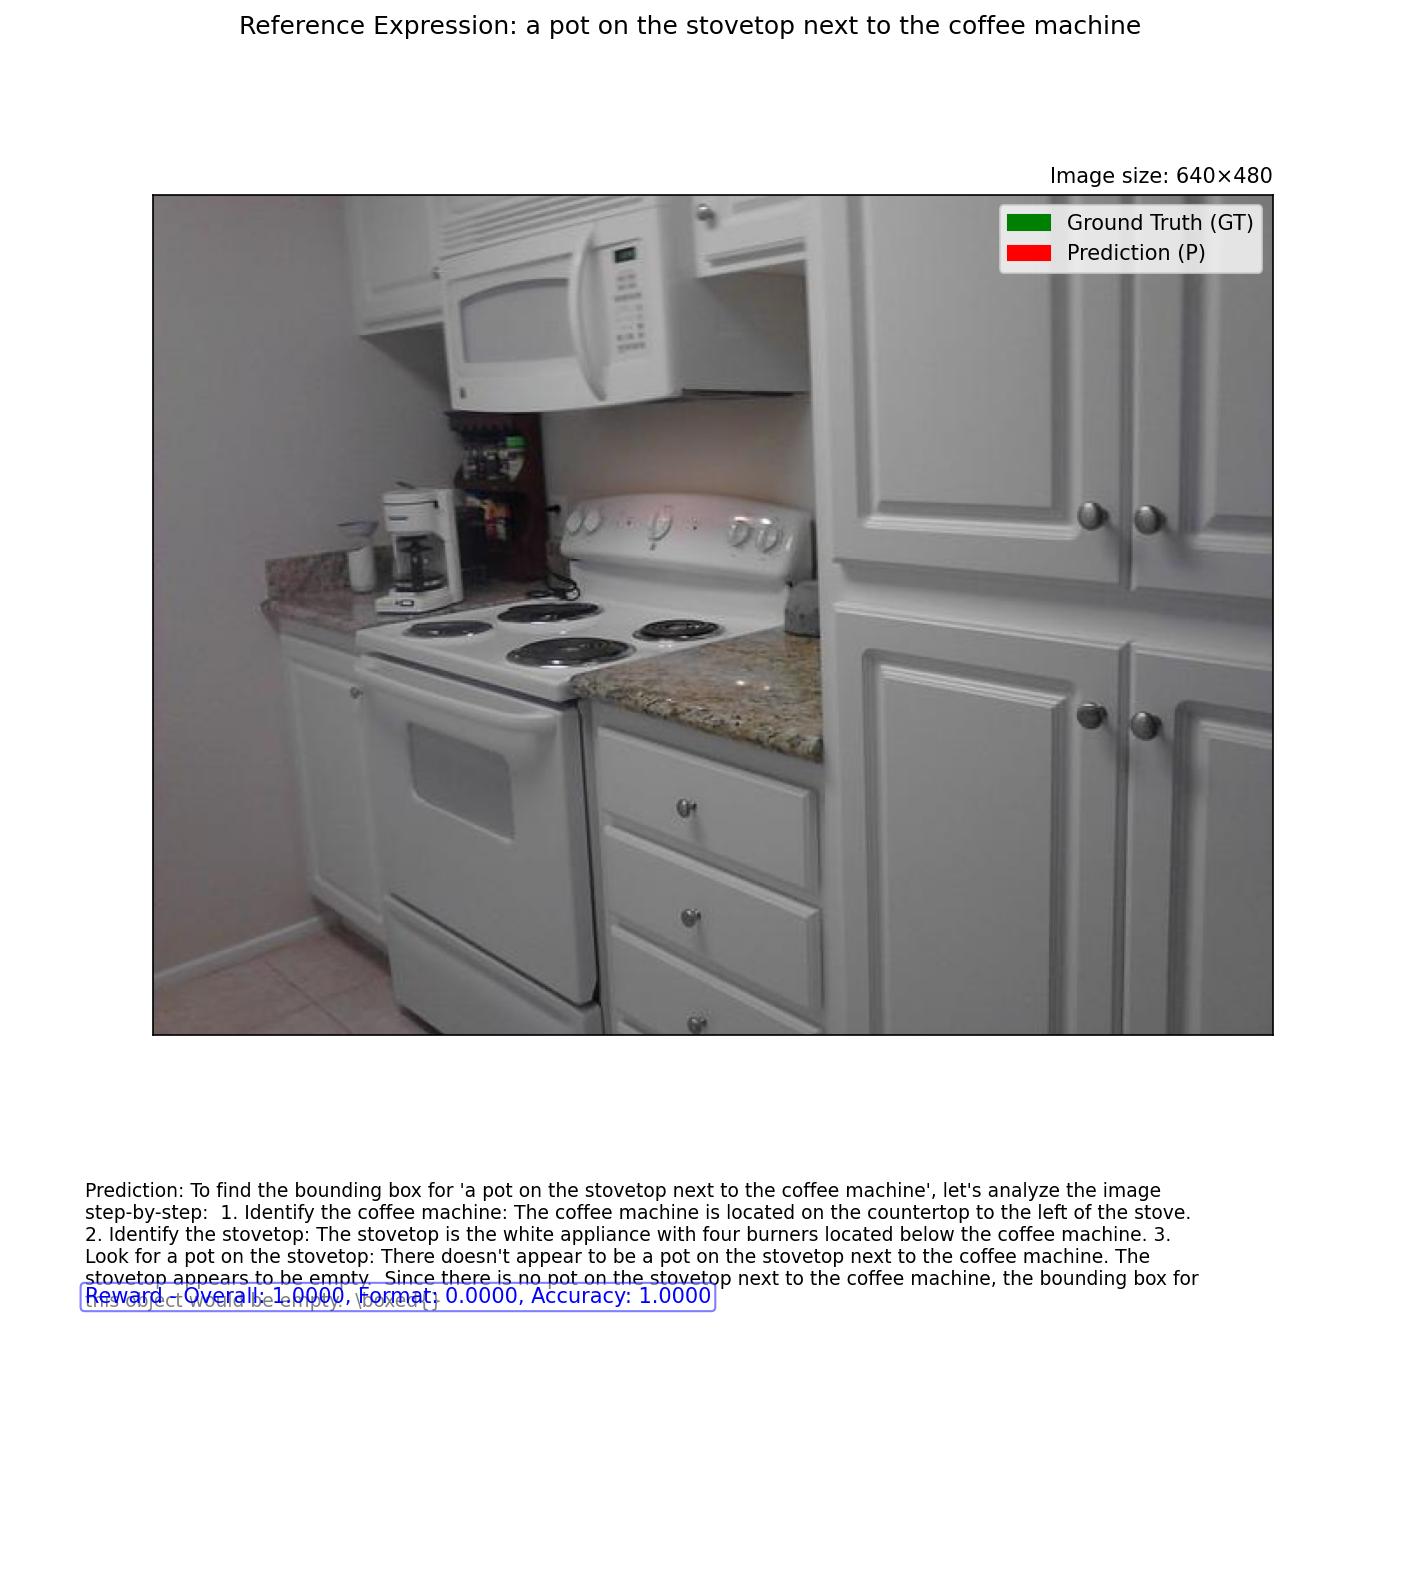 Reference Expression: a pot on the stovetop next to the coffee machine
Image size: 640×480
Ground Truth (GT)
Prediction (P)
Prediction: To find the bounding box for 'a pot on the stovetop next to the coffee machine', let's analyze the image
step-by-step:  1. Identify the coffee machine: The coffee machine is located on the countertop to the left of the stove.
2. Identify the stovetop: The stovetop is the white appliance with four burners located below the coffee machine. 3.
Look for a pot on the stovetop: There doesn't appear to be a pot on the stovetop next to the coffee machine. The
stovetop appears to be empty.  Since there is no pot on the stovetop next to the coffee machine, the bounding box for
this object would be empty.  \boxed{}
Reward - Overall: 1.0000, Format: 0.0000, Accuracy: 1.0000